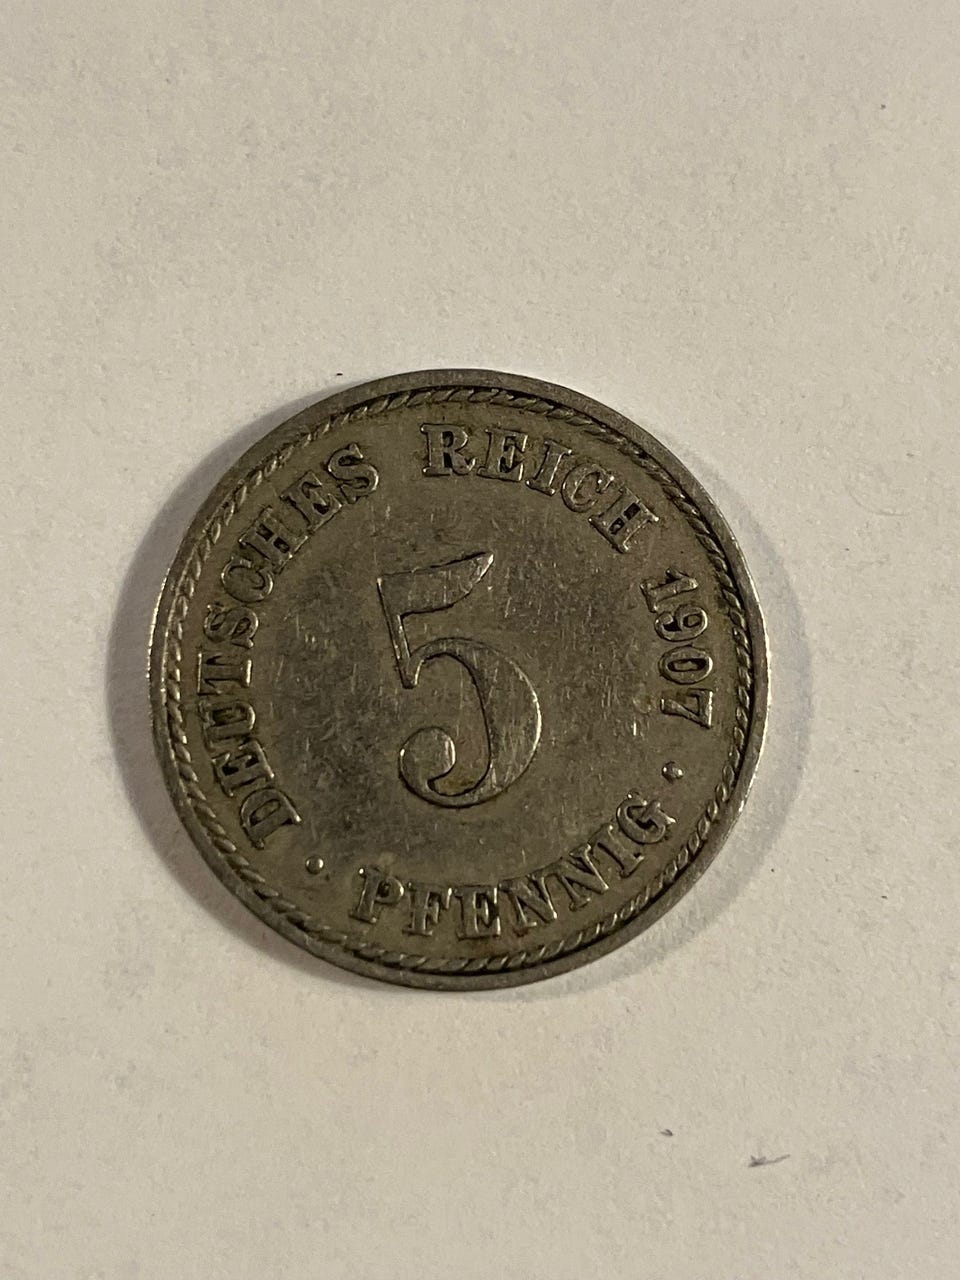 DEUTSCHES REICH 1907
5
· PFENNIG ·